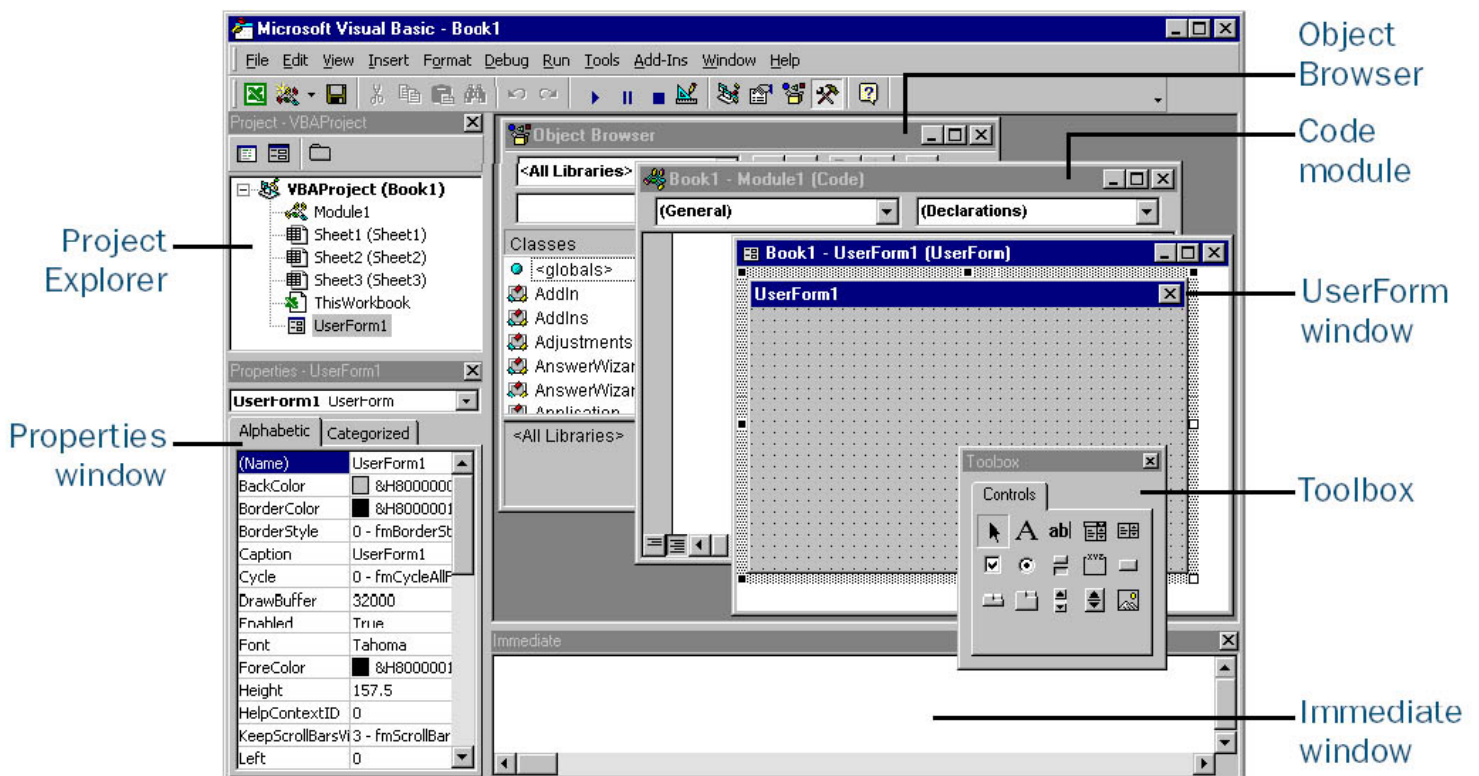 Microsoft Visual Basic - Book1
File Edit View Insert Format Debug Run Tools Add-Ins Window Help
Project - VBAProject
VBAProject (Book1)
Module1
Sheet1 (Sheet1)
Sheet2 (Sheet2)
Sheet3 (Sheet3)
ThisWorkbook
UserForm1
Properties - UserForm1
UserForm1 UserForm
Alphabetic Categorized
(Name) UserForm1
BackColor &H8000000
BorderColor &H8000001
BorderStyle 0 - fmBorderSt
Caption UserForm1
Cycle 0 - fmCycleAllF
DrawBuffer 32000
Enabled True
Font Tahoma
ForeColor &H8000001
Height 157.5
HelpContextID 0
KeepScrollBarsVi 3 - fmScrollBar
Left 0
Object Browser
<All Libraries>
Classes
<globals>
AddIn
AddIns
Adjustments
AnswerWizar
AnswerWizar
Application
<All Libraries>
Book1 - Module1 (Code)
(General) (Declarations)
Book1 - UserForm1 (UserForm)
UserForm1
Toolbox
Controls
A ab|
XYZ
Immediate
Project
Explorer
Properties
window
Object
Browser
Code
module
UserForm
window
Toolbox
Immediate
window